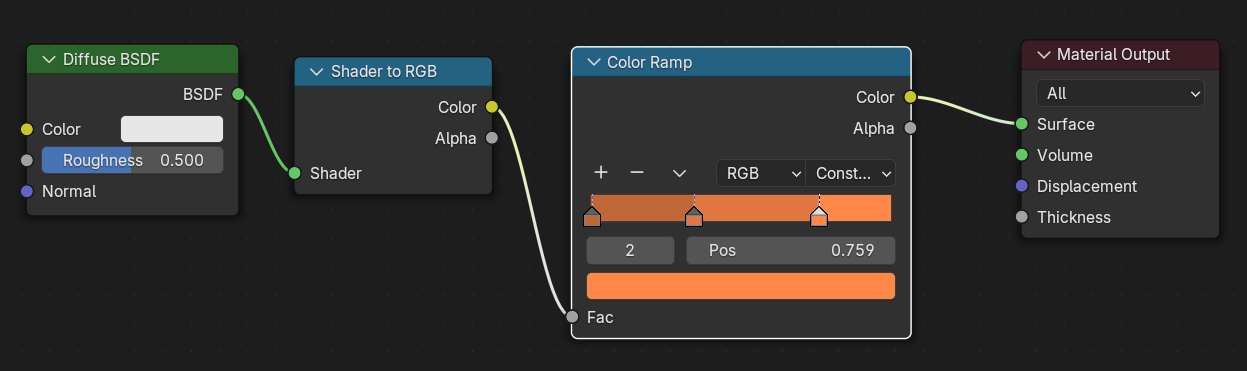 Diffuse BSDF
BSDF
Color
Roughness 0.500
Normal
Shader to RGB
Color
Alpha
Shader
Color Ramp
Color
Alpha
RGB Const...
2 Pos 0.759
Fac
Material Output
All
Surface
Volume
Displacement
Thickness